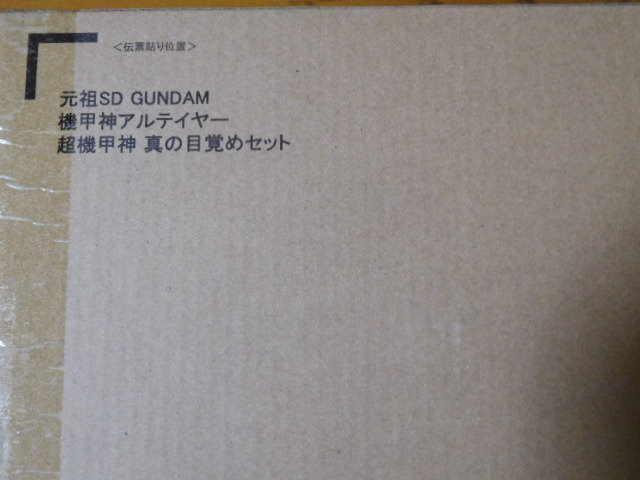 ＜伝票貼り位置＞
元祖SD GUNDAM
機甲神アルテイヤー
超機甲神 真の目覚めセット